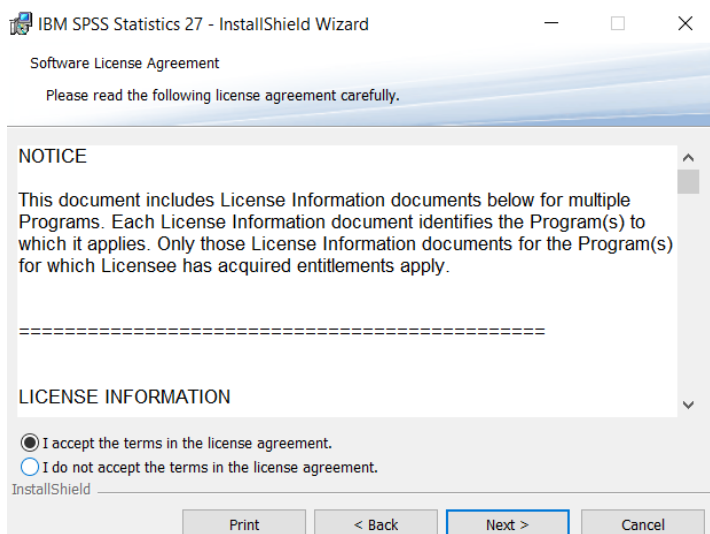 IBM SPSS Statistics 27 - InstallShield Wizard
Software License Agreement
Please read the following license agreement carefully.
NOTICE
This document includes License Information documents below for multiple
Programs. Each License Information document identifies the Program(s) to
which it applies. Only those License Information documents for the Program(s)
for which Licensee has acquired entitlements apply.
==============================================
LICENSE INFORMATION
I accept the terms in the license agreement.
I do not accept the terms in the license agreement.
InstallShield
Print < Back Next > Cancel